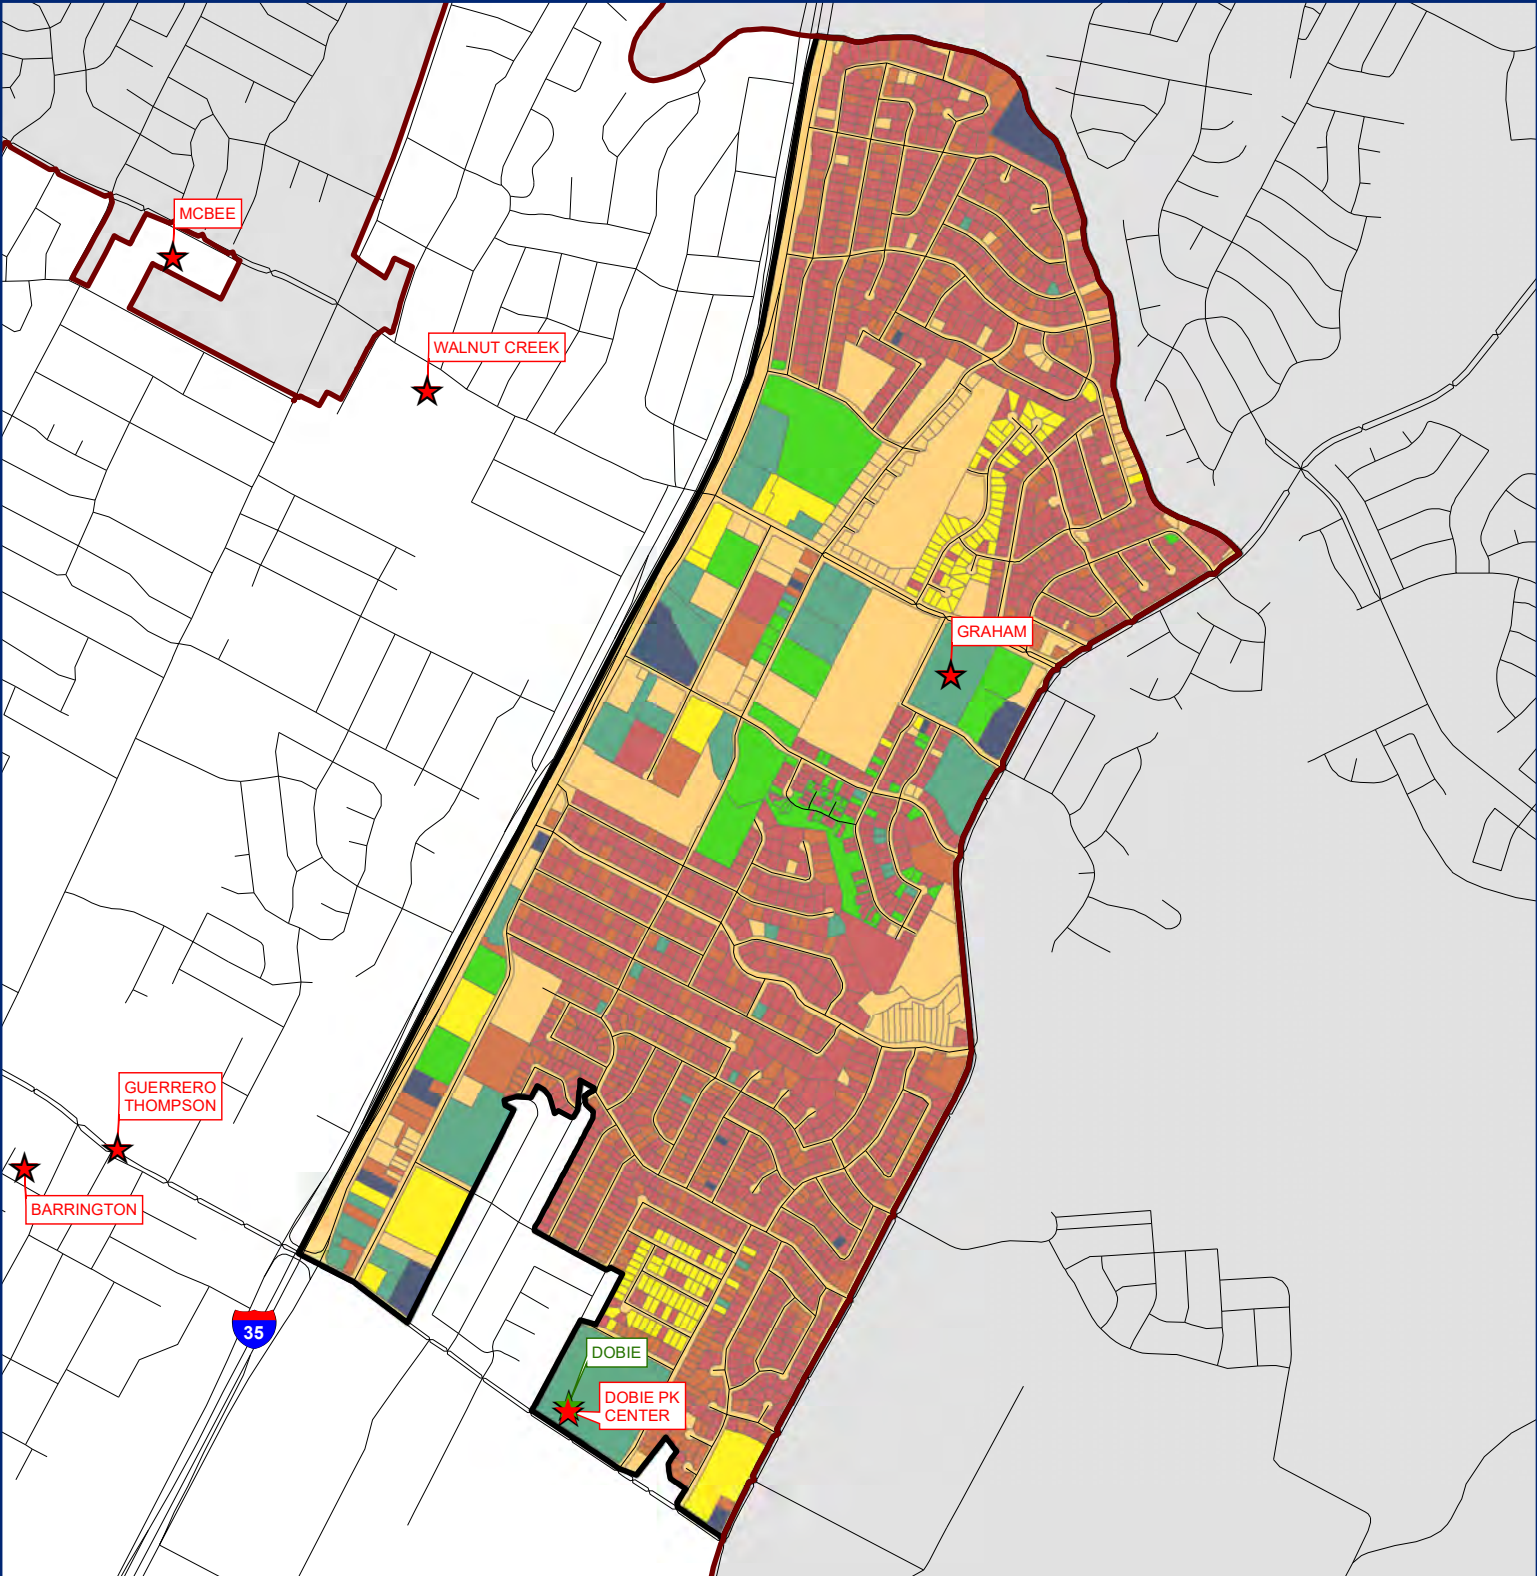 MCBEE
WALNUT CREEK
GRAHAM
GUERRERO
THOMPSON
BARRINGTON
35
DOBIE
DOBIE PK
CENTER